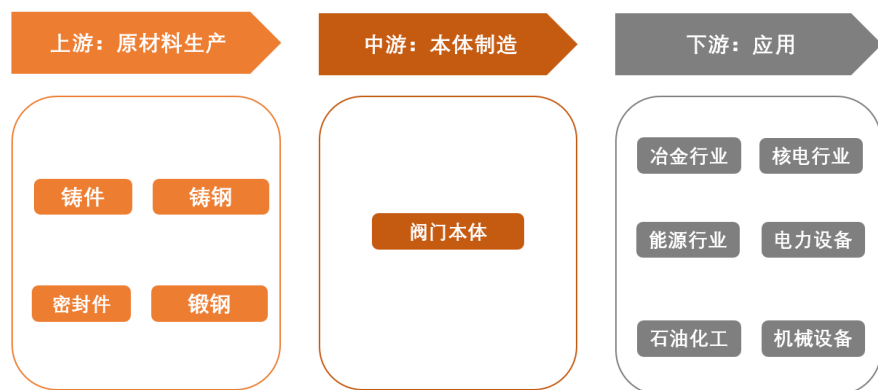 上游：原材料生产
中游：本体制造
下游：应用
铸件
铸钢
密封件
锻钢
阀门本体
冶金行业
核电行业
能源行业
电力设备
石油化工
机械设备